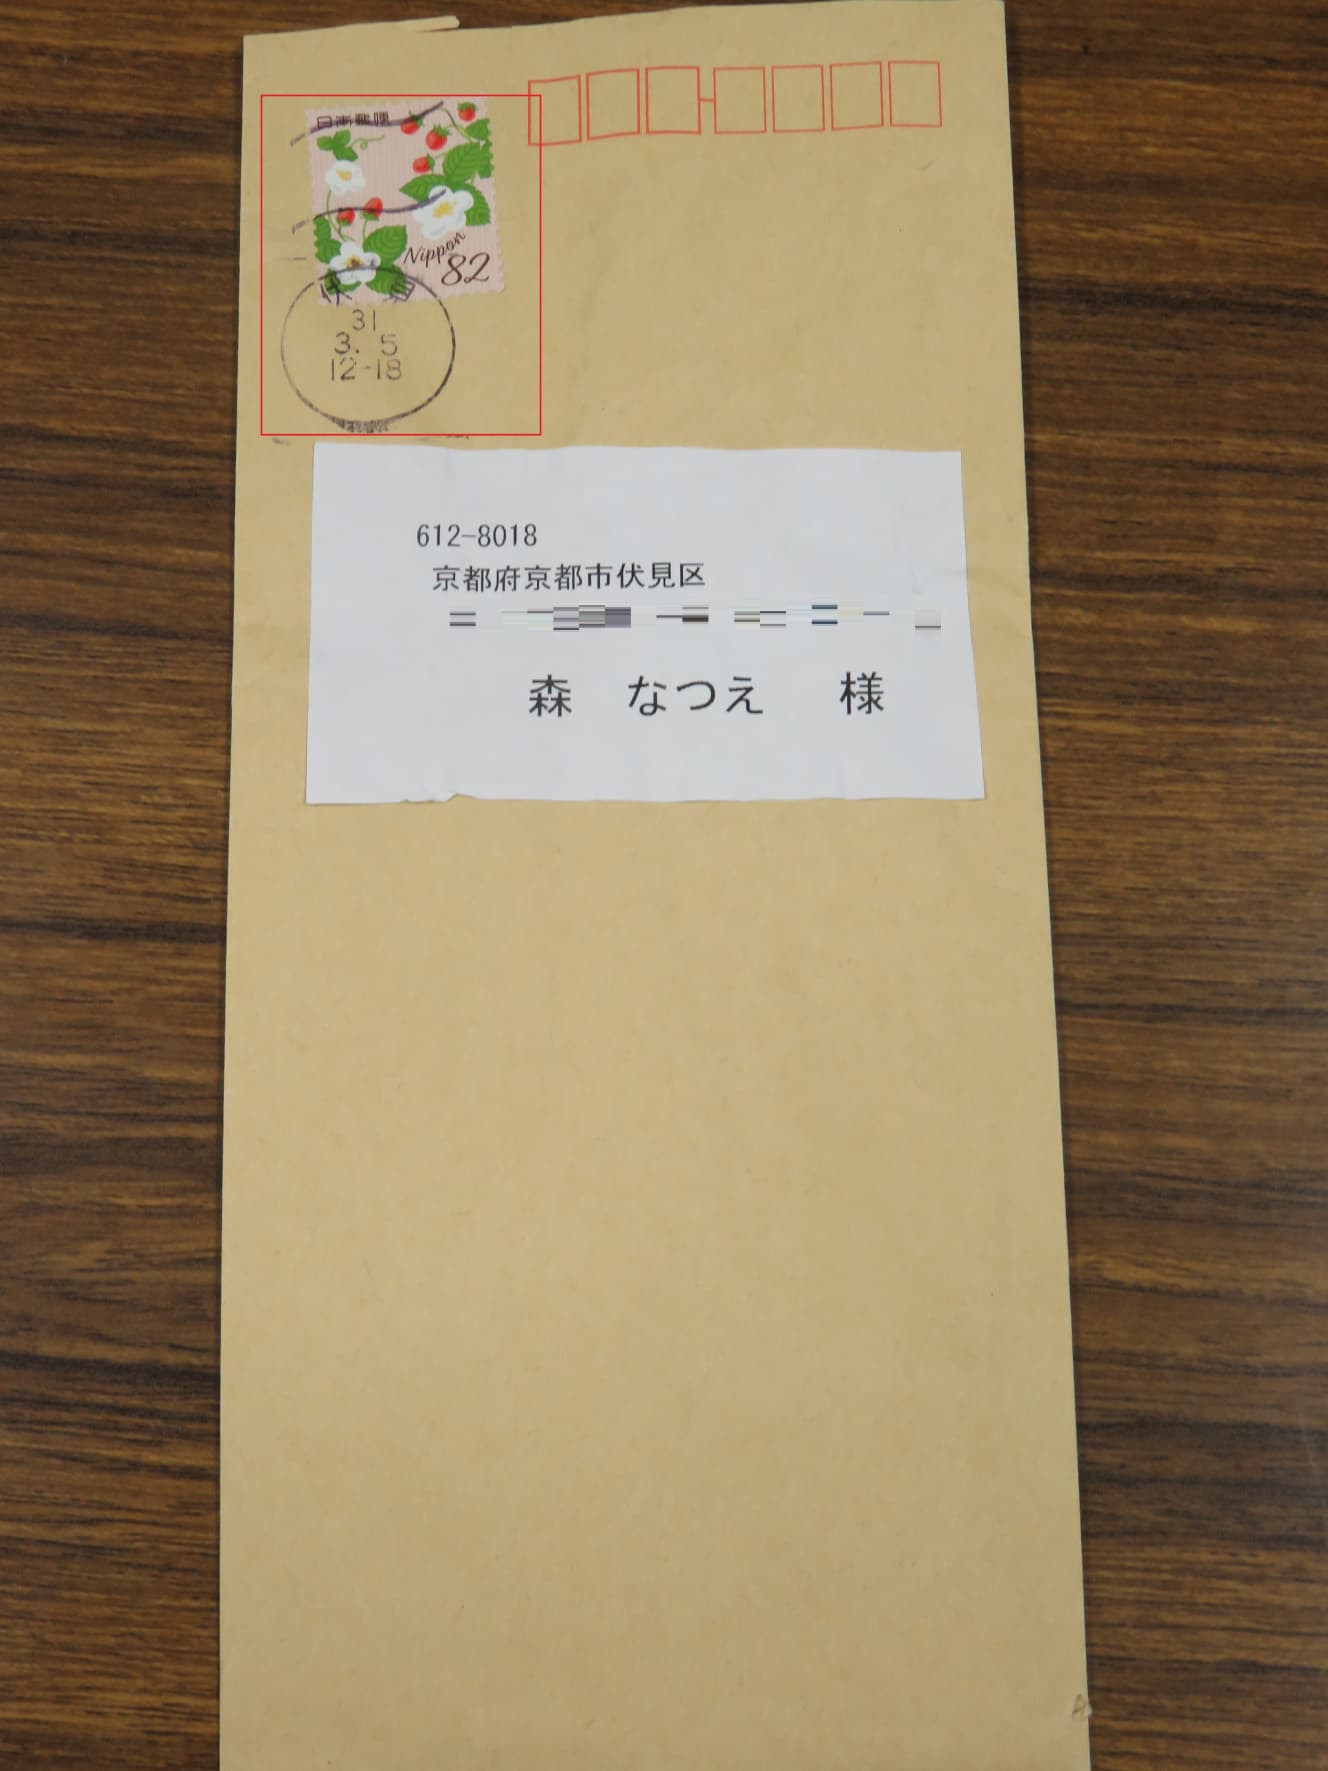 日本郵便
Nippon
82
31
3. 5
12-18
612-8018
京都府京都市伏見区
森 なつえ 様